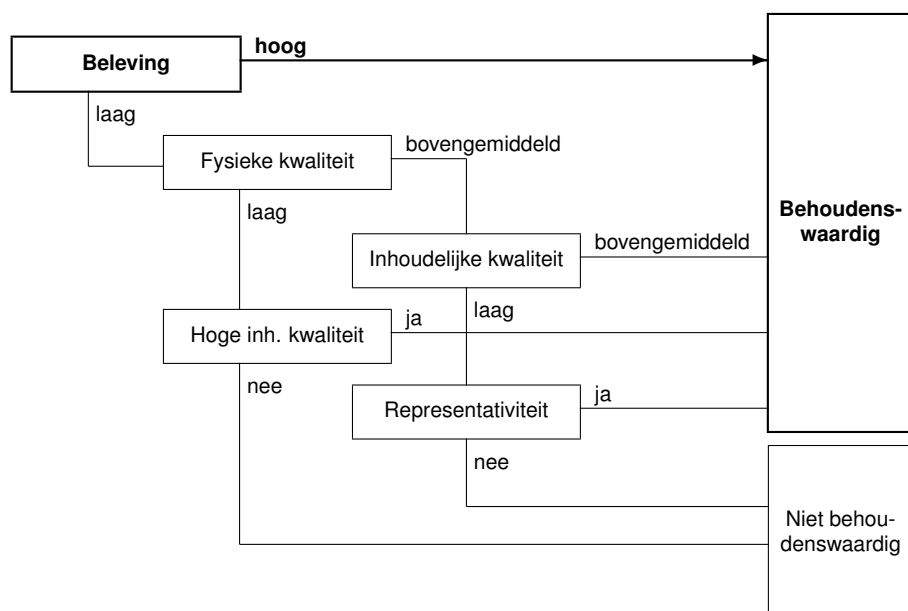 hoog
Beleving
laag
bovengemiddeld
Fysieke kwaliteit
laag
Behoudens-
waardig
bovengemiddeld
Inhoudelijke kwaliteit
laag
ja
Hoge inh. kwaliteit
nee
ja
Representativiteit
nee
Niet behou-
denswaardig